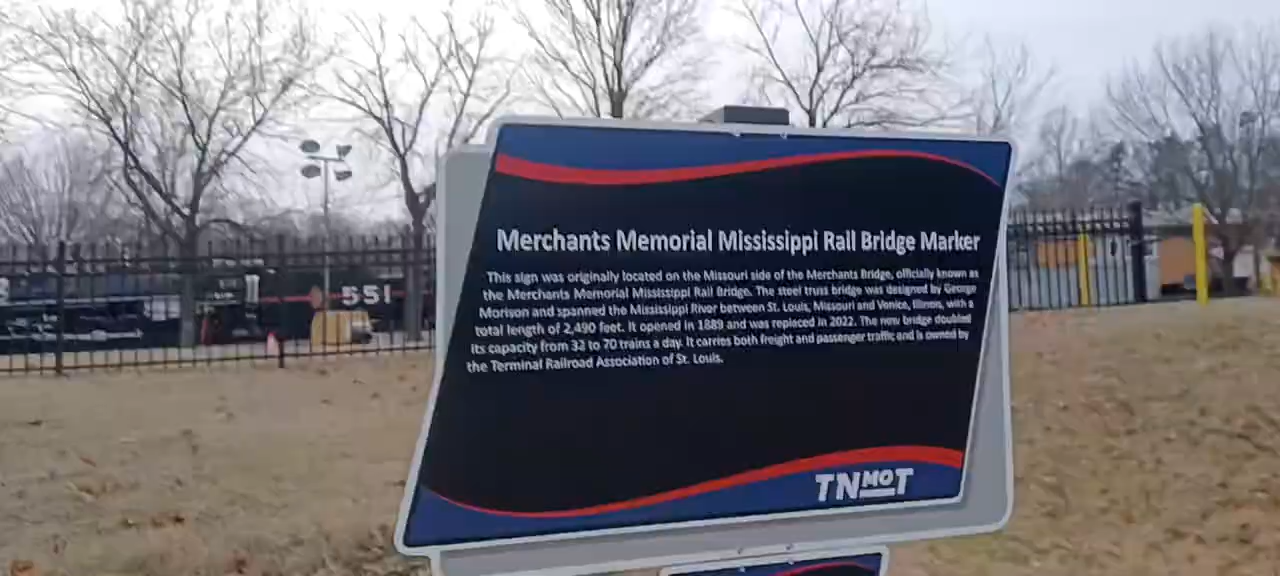 Merchants Memorial Mississippi Rail Bridge Marker
This sign was originally located on the Missouri side of the Merchants Bridge, officially known as
the Merchants Memorial Mississippi Rail Bridge. The steel truss bridge was designed by George
Morison and spanned the Mississippi River between St. Louis, Missouri and Venice, Illinois, with a
total length of 2,490 feet. It opened in 1889 and was replaced in 2022. The new bridge doubled
its capacity from 32 to 70 trains a day. It carries both freight and passenger traffic and is owned by
the Terminal Railroad Association of St. Louis.
TNMOT
551